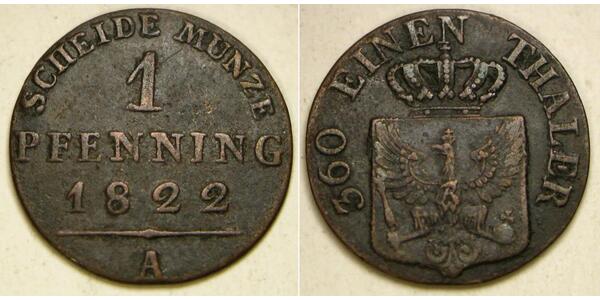 SCHEIDE MUNZE
1
PFENNING
1822
A
360 EINEN THALER